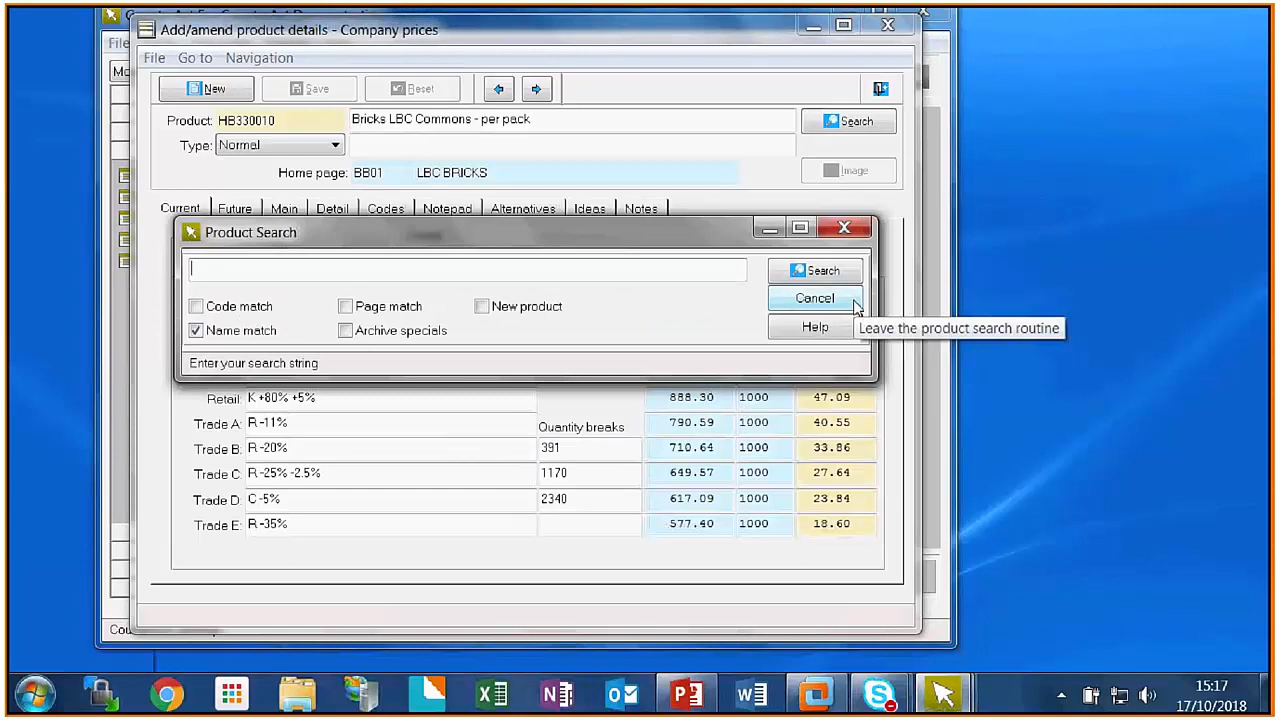 Add/amend product details - Company prices
File
File Go to Navigation
Mo
New Save Reset
Product: HB330010 Bricks LBC Commons - per pack Search
Type: Normal
Home page: BB01 LBC BRICKS Image
Current Future Main Detail Codes Notepad Alternatives Ideas Notes
Product Search
Search
Code match Page match New product Cancel
Name match Archive specials Help Leave the product search routine
Enter your search string
Retail: K +80% +5% 888.30 1000 47.09
Trade A: R -11% Quantity breaks 790.59 1000 40.55
Trade B: R -20% 391 710.64 1000 33.86
Trade C: R -25% -2.5% 1170 649.57 1000 27.64
Trade D: C -5% 2340 617.09 1000 23.84
Trade E: R -35% 577.40 1000 18.60
Cou
15:17
17/10/2018